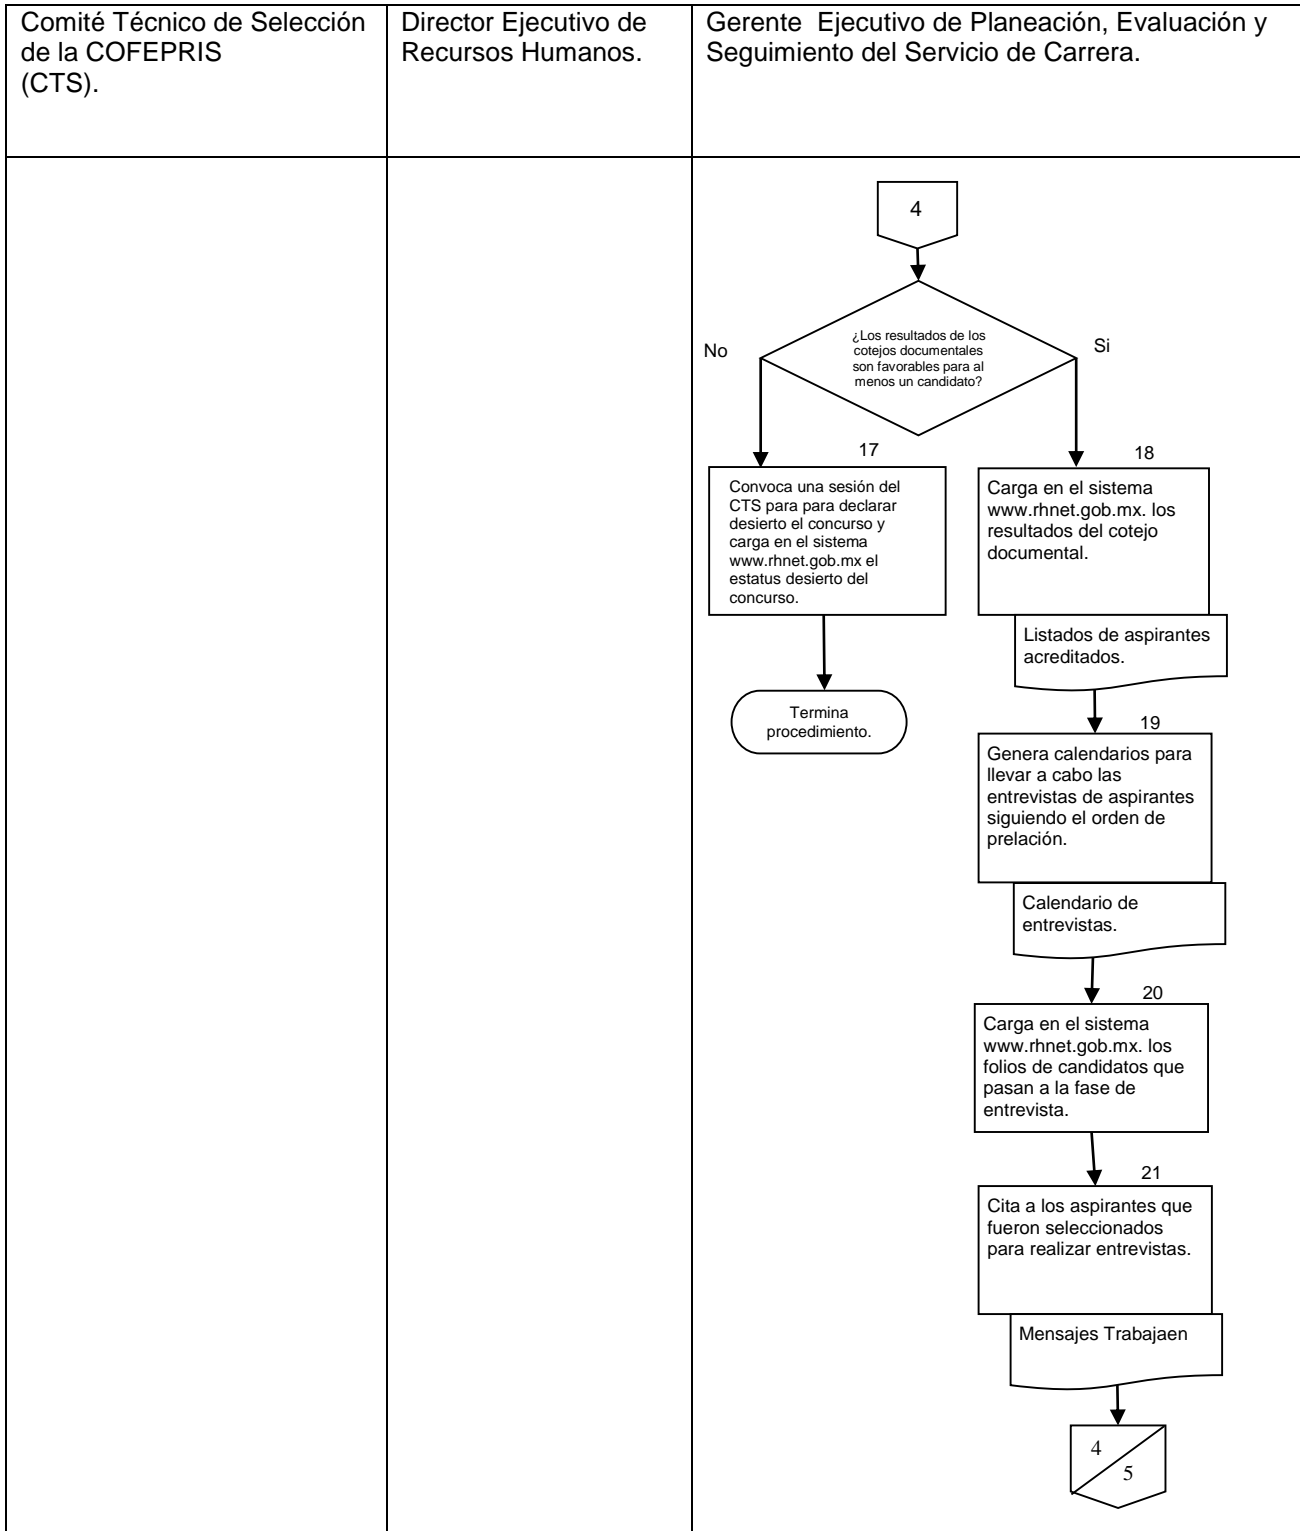 Comité Técnico de Selección
de la COFEPRIS
(CTS).
Director Ejecutivo de
Recursos Humanos.
Gerente  Ejecutivo de Planeación, Evaluación y
Seguimiento del Servicio de Carrera.
4
¿Los resultados de los
cotejos documentales
son favorables para al
menos un candidato?
No
Si
17
Convoca una sesión del
CTS para para declarar
desierto el concurso y
carga en el sistema
www.rhnet.gob.mx el
estatus desierto del
concurso.
Termina
procedimiento.
18
Carga en el sistema
www.rhnet.gob.mx. los
resultados del cotejo
documental.
Listados de aspirantes
acreditados.
19
Genera calendarios para
llevar a cabo las
entrevistas de aspirantes
siguiendo el orden de
prelación.
Calendario de
entrevistas.
20
Carga en el sistema
www.rhnet.gob.mx. los
folios de candidatos que
pasan a la fase de
entrevista.
21
Cita a los aspirantes que
fueron seleccionados
para realizar entrevistas.
Mensajes Trabajaen
4
5